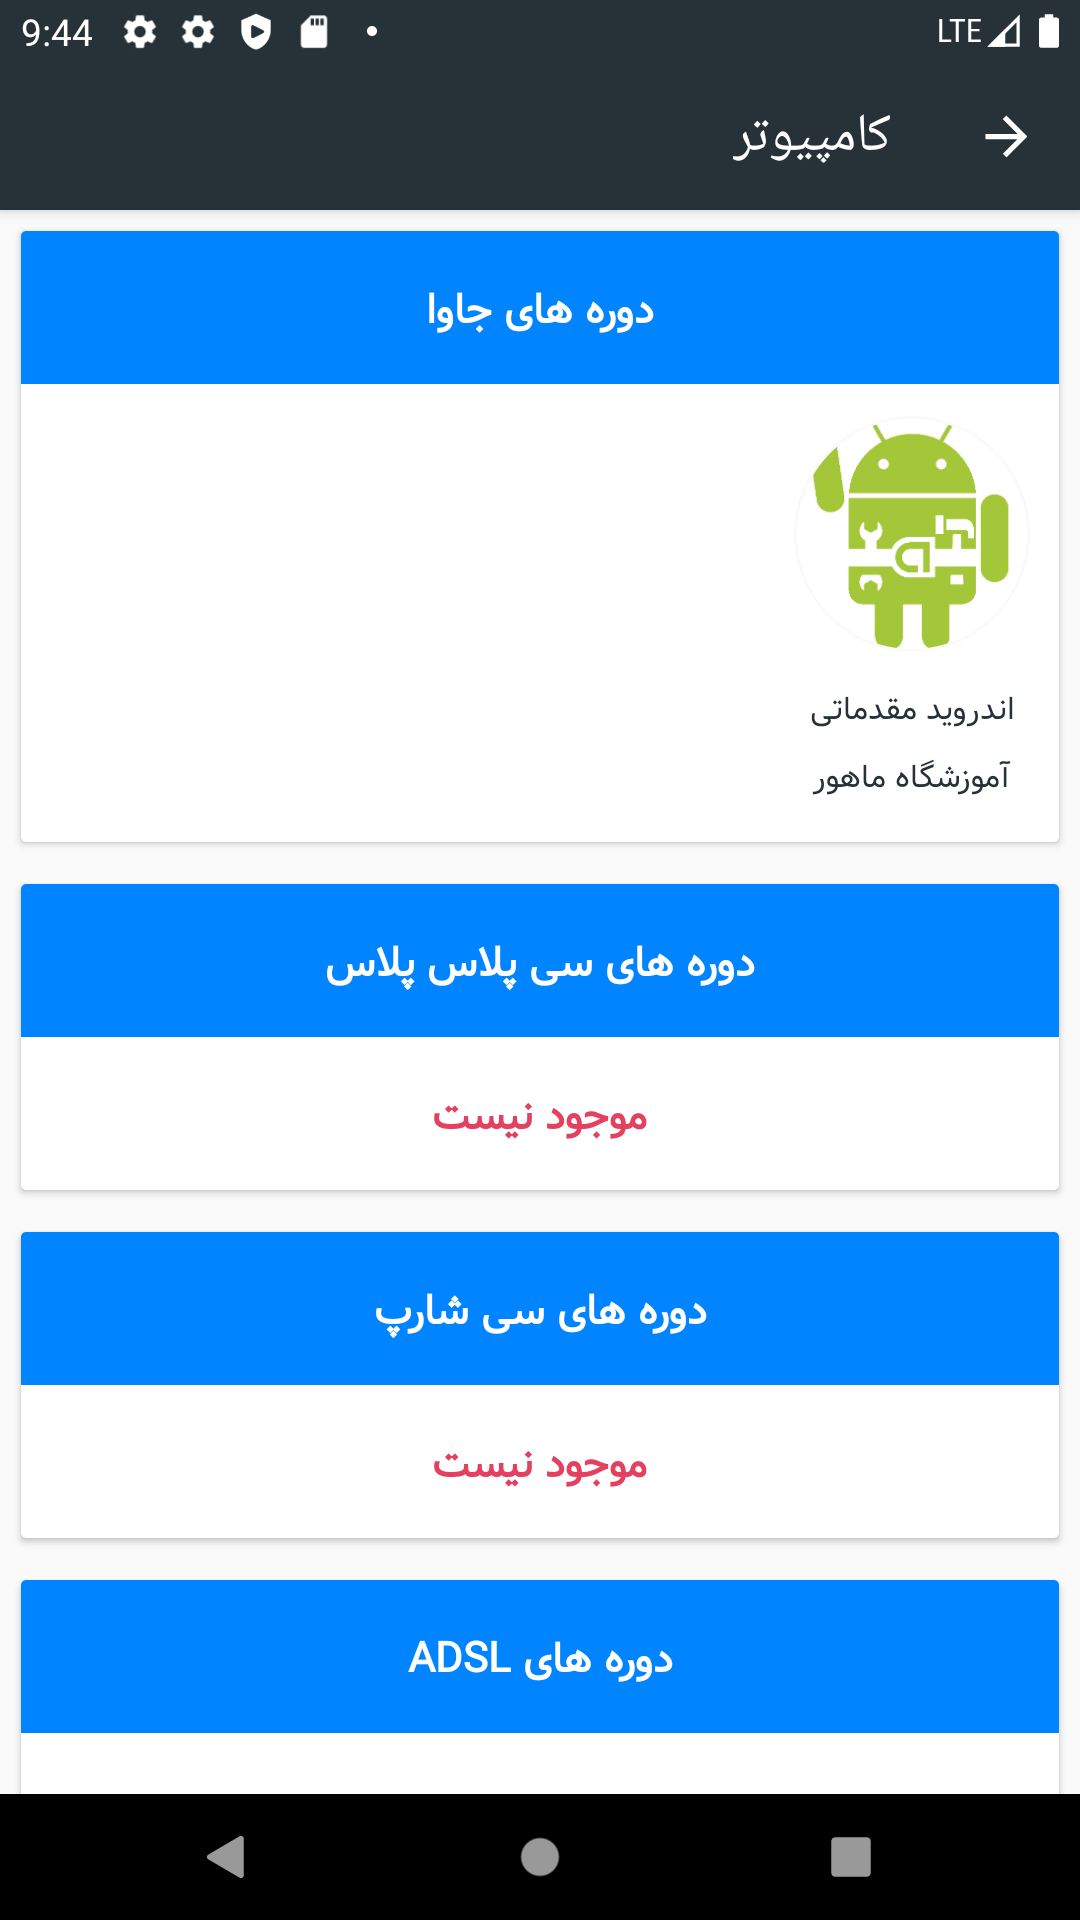 9:44
LTE
کامپیوتر
دوره های جاوا
اندروید مقدماتی
آموزشگاه ماهور
دوره های سی پلاس پلاس
موجود نیست
دوره های سی شارپ
موجود نیست
دوره های ADSL